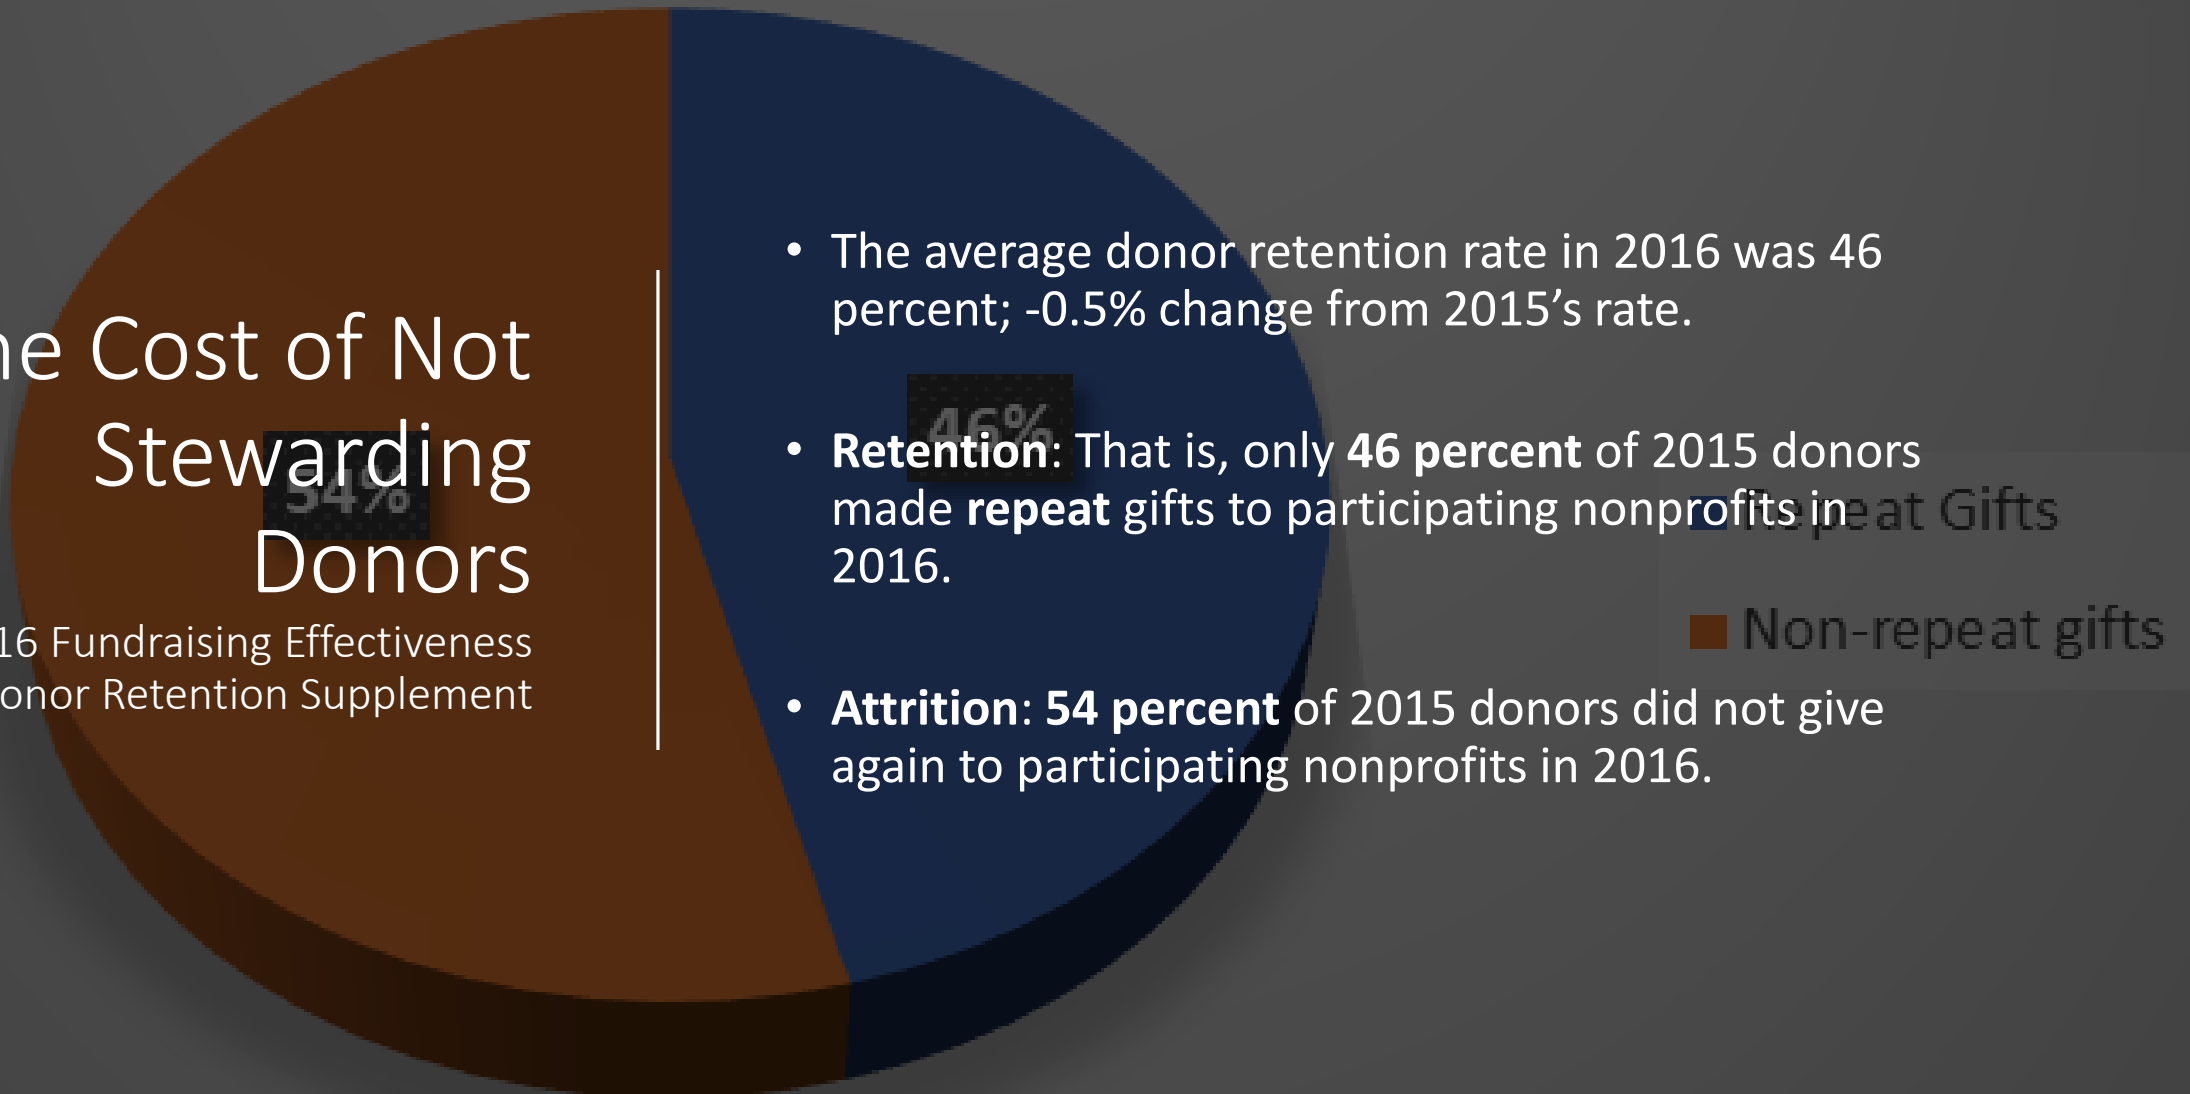 he Cost of Not
Stewarding
Donors
16 Fundraising Effectiveness
onor Retention Supplement
• The average donor retention rate in 2016 was 46
percent; -0.5% change from 2015’s rate.
• Retention: That is, only 46 percent of 2015 donors
made repeat gifts to participating nonprofits in
2016.
• Attrition: 54 percent of 2015 donors did not give
again to participating nonprofits in 2016.
54%
46%
Repeat Gifts
Non-repeat gifts